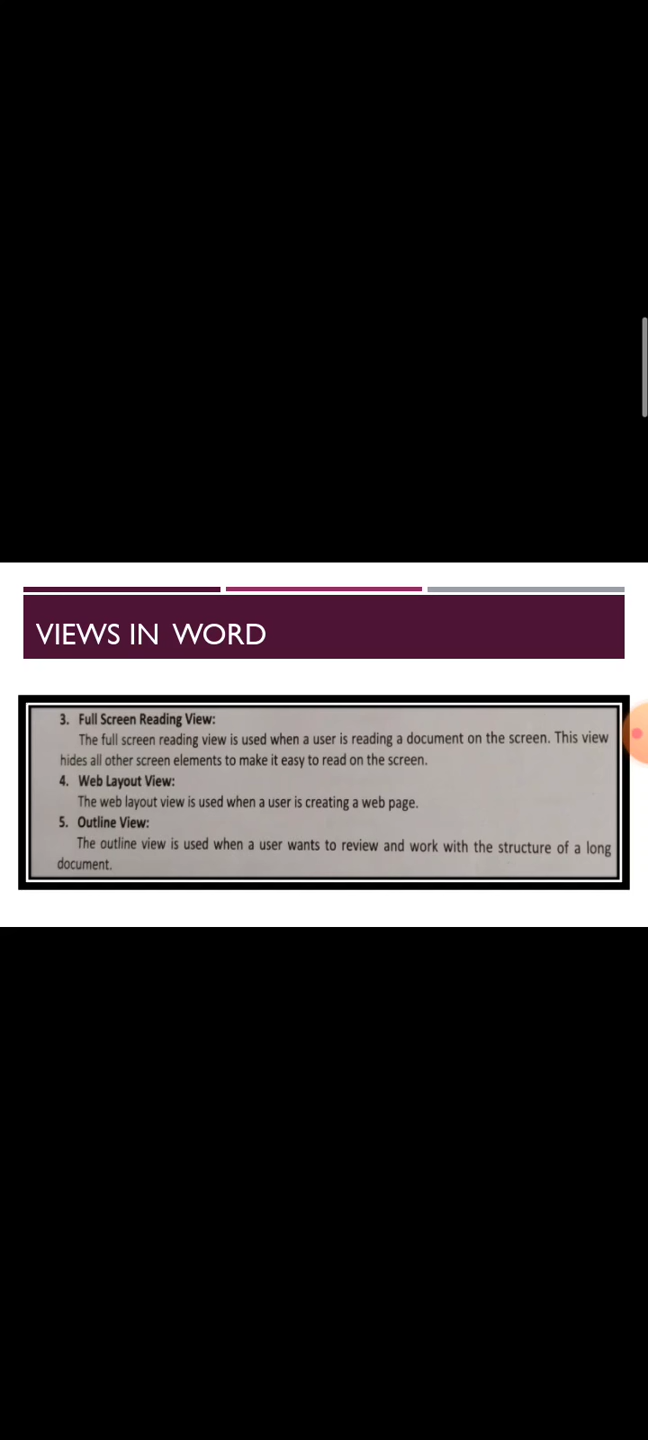 VIEWS IN WORD
3. Full Screen Reading View:
The full screen reading view is used when a user is reading a document on the screen. This view
hides all other screen elements to make it easy to read on the screen.
4. Web Layout View:
The web layout view is used when a user is creating a web page.
5. Outline View:
The outline view is used when a user wants to review and work with the structure of a long
document.